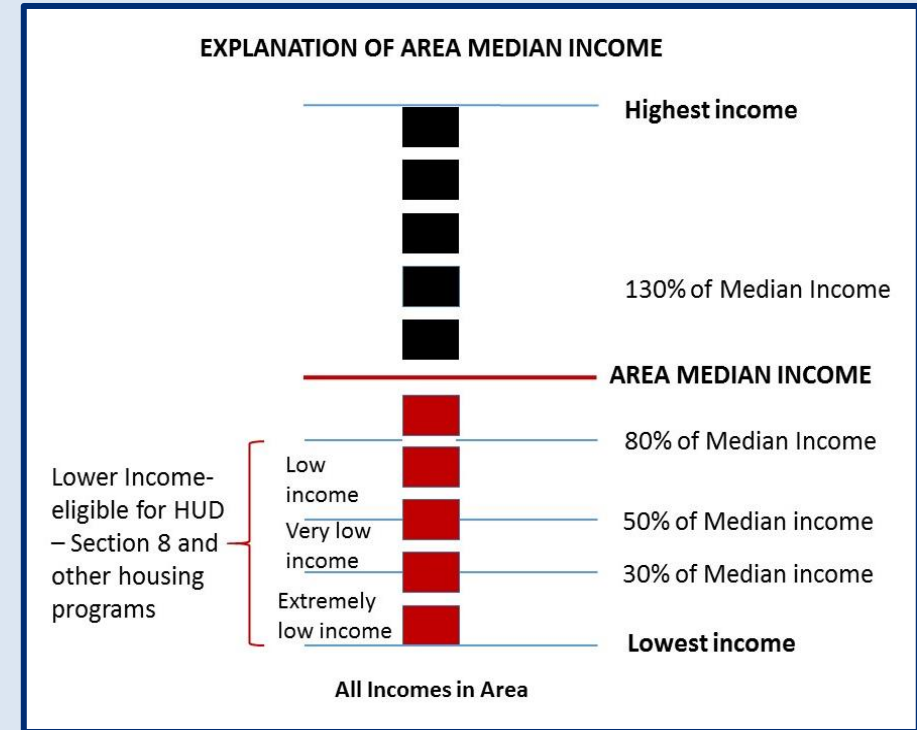 EXPLANATION OF AREA MEDIAN INCOME
Highest income
130% of Median Income
AREA MEDIAN INCOME
80% of Median Income
Lower Income-
eligible for HUD
– Section 8 and
other housing
programs
Low
income
Very low
income
Extremely
low income
50% of Median income
30% of Median income
Lowest income
All Incomes in Area